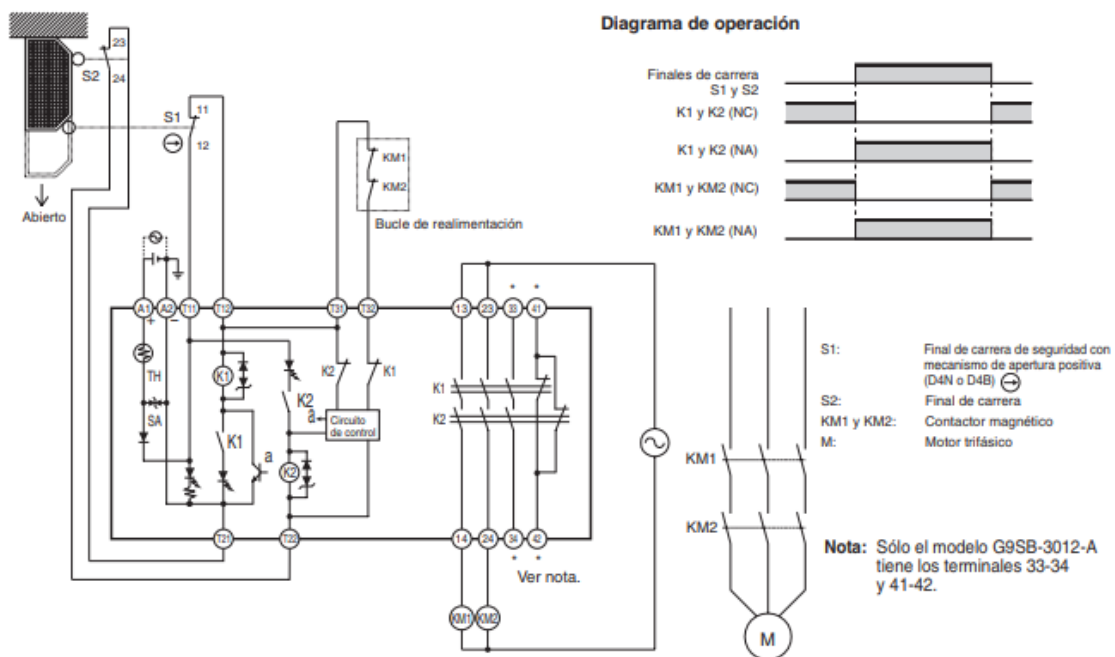 Diagrama de operación
Finales de carrera
S1 y S2
K1 y K2 (NC)
K1 y K2 (NA)
KM1 y KM2 (NC)
KM1 y KM2 (NA)
23
S2
24
11
S1
12
Abierto
KM1
KM2
Bucle de realimentación
A1
A2
T11
T12
T31
T32
13
23
* 
33
* 
41
+
−
TH
SA
K1
K1
a
K2
K2
K2
K1
a
Circuito
de control
K1
K2
T21
T22
14
24
34
42
* *
Ver nota.
KM1
KM2
KM1
KM2
M
S1: Final de carrera de seguridad con
mecanismo de apertura positiva
(D4N o D4B)
S2: Final de carrera
KM1 y KM2: Contactor magnético
M: Motor trifásico
Nota: Sólo el modelo G9SB-3012-A
tiene los terminales 33-34
y 41-42.